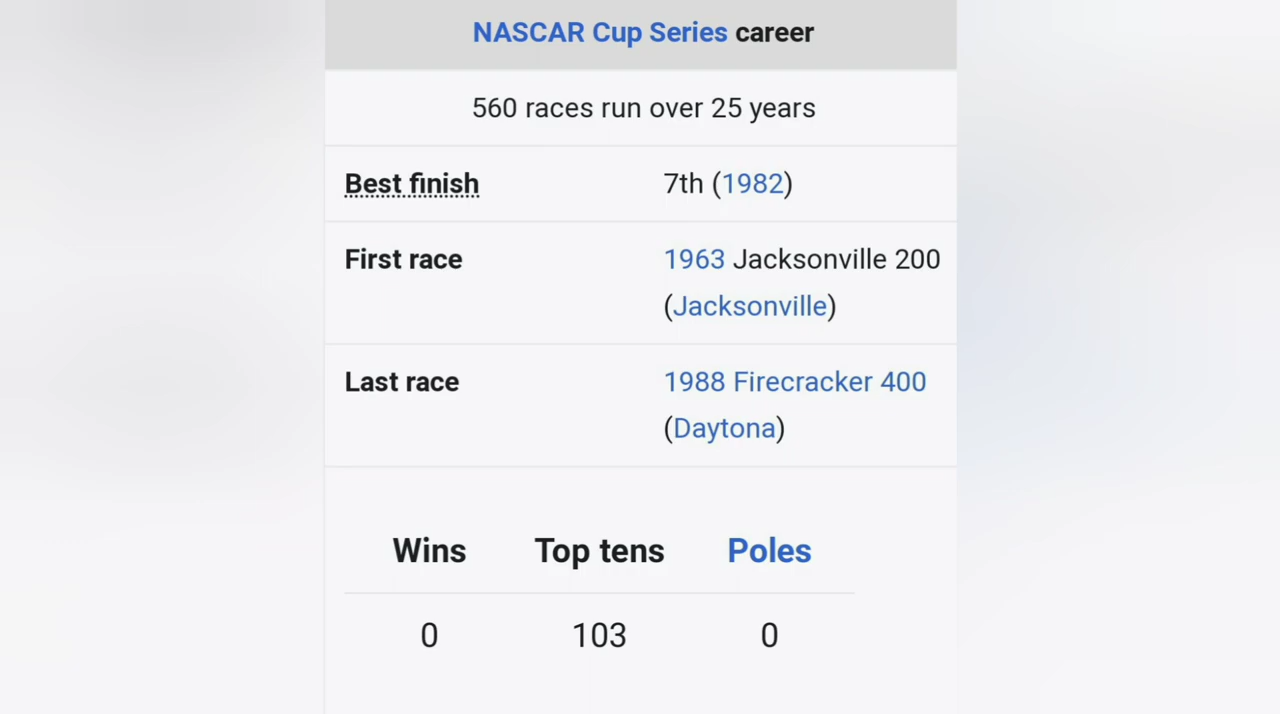 NASCAR Cup Series career
560 races run over 25 years
Best finish 7th (1982)
First race 1963 Jacksonville 200
(Jacksonville)
Last race 1988 Firecracker 400
(Daytona)
Wins Top tens Poles
0 103 0